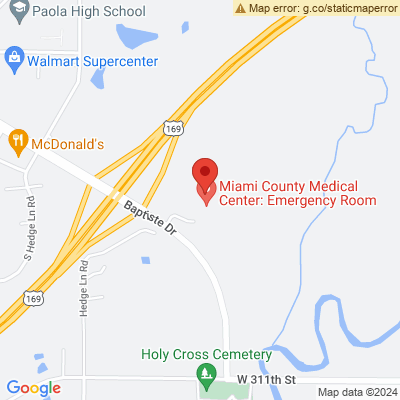 Map error: g.co/staticmaperror
Paola High School
Walmart Supercenter
169
McDonald's
Miami County Medical
Center: Emergency Room
S Hedge Ln Rd
Baptiste Dr
Hedge Ln Rd
169
Holy Cross Cemetery
W 311th St
Google
Map data ©2024